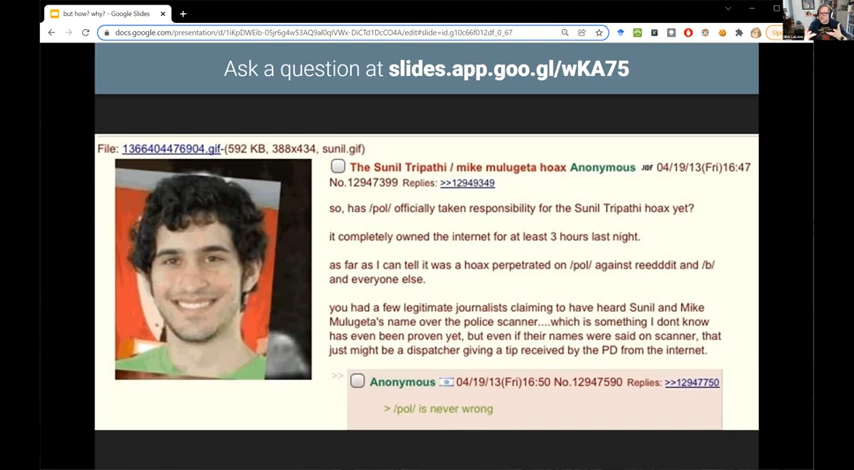 but how? why? - Google Slides
docs.google.com/presentation/d/1iKpDWEib-05jr6g4w53AQ9al0qiVWx-DiCTd1DcCO4A/edit#slide=id.g10c66f012df_0_67
Ask a question at slides.app.goo.gl/wKA75
File: 1366404476904.gif-(592 KB, 388x434, sunil.gif)
The Sunil Tripathi / mike mulugeta hoax Anonymous 04/19/13(Fri)16:47
No.12947399 Replies: >>12949349
so, has /pol/ officially taken responsibility for the Sunil Tripathi hoax yet?
it completely owned the internet for at least 3 hours last night.
as far as I can tell it was a hoax perpetrated on /pol/ against reedddit and /b/
and everyone else.
you had a few legitimate journalists claiming to have heard Sunil and Mike
Mulugeta's name over the police scanner....which is something I dont know
has even been proven yet, but even if their names were said on scanner, that
just might be a dispatcher giving a tip received by the PD from the internet.
>> Anonymous 04/19/13(Fri)16:50 No.12947590 Replies: >>12947750
> /pol/ is never wrong